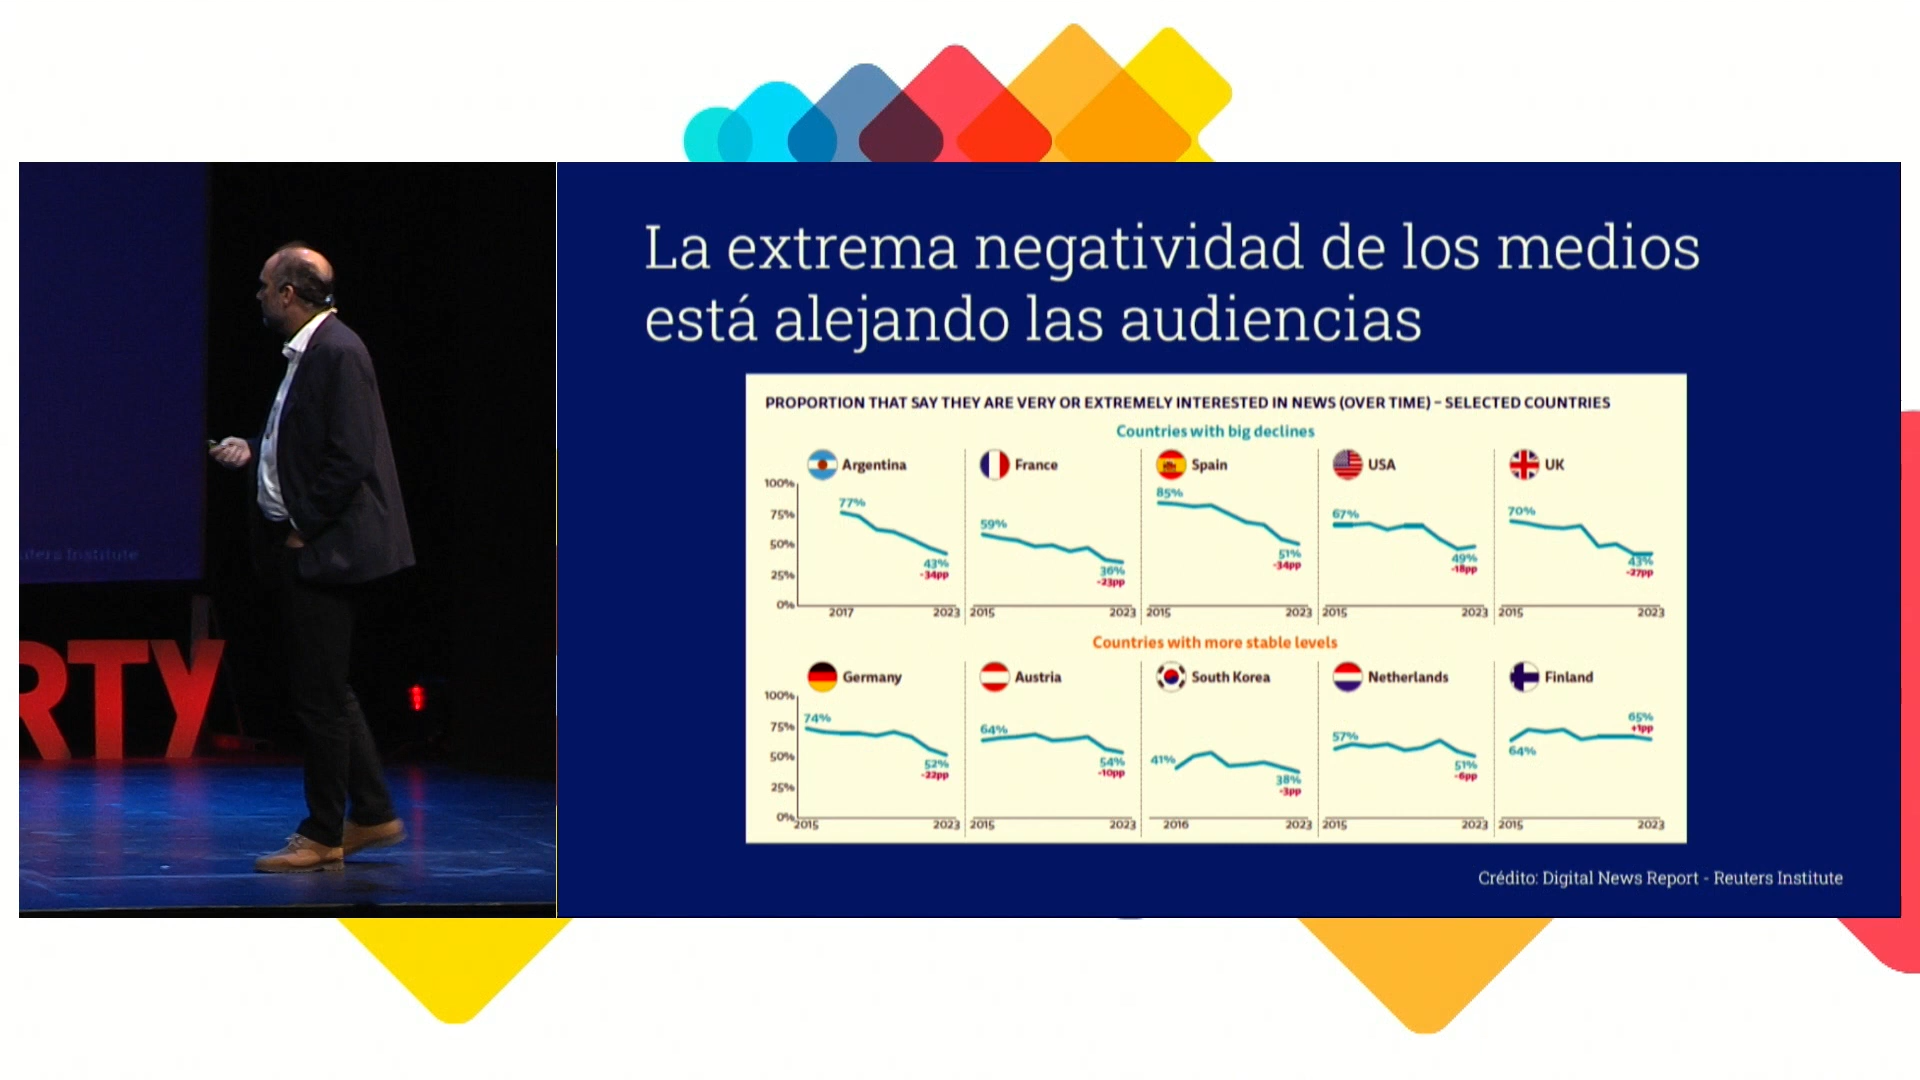 La extrema negatividad de los medios
está alejando las audiencias
PROPORTION THAT SAY THEY ARE VERY OR EXTREMELY INTERESTED IN NEWS (OVER TIME) – SELECTED COUNTRIES
Countries with big declines
Argentina France Spain USA UK
100%
75%
50%
25%
0%
77% 43% -34pp
59% 36% -23pp
85% 51% -34pp
67% 49% -18pp
70% 43% -27pp
2017 2023 2015 2023 2015 2023 2015 2023 2015 2023
Countries with more stable levels
Germany Austria South Korea Netherlands Finland
100%
75%
50%
25%
0%
74% 52% -22pp
64% 54% -10pp
41% 38% -3pp
57% 51% -6pp
64% 65% +1pp
2015 2023 2015 2023 2016 2023 2015 2023 2015 2023
Crédito: Digital News Report - Reuters Institute
ters Institute
RTY